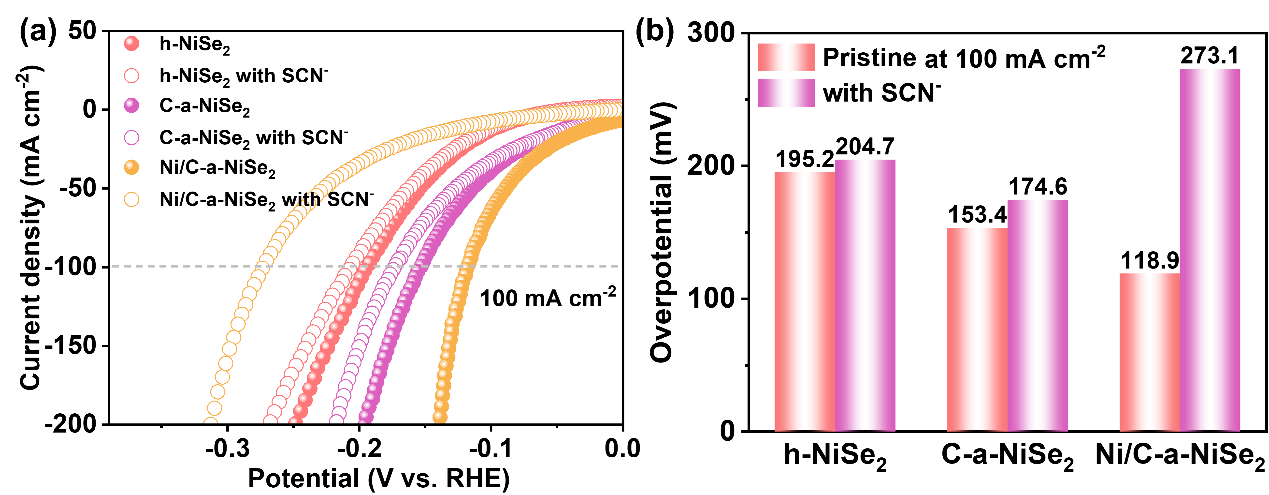 (a)
h-NiSe₂
h-NiSe₂ with SCN⁻
C-a-NiSe₂
C-a-NiSe₂ with SCN⁻
Ni/C-a-NiSe₂
Ni/C-a-NiSe₂ with SCN⁻
100 mA cm⁻²
Current density (mA cm⁻²)
50
0
-50
-100
-150
-200
-0.3
-0.2
-0.1
0.0
Potential (V vs. RHE)
(b)
Pristine at 100 mA cm⁻²
with SCN⁻
Overpotential (mV)
300
200
100
0
195.2
204.7
153.4
174.6
118.9
273.1
h-NiSe₂
C-a-NiSe₂
Ni/C-a-NiSe₂